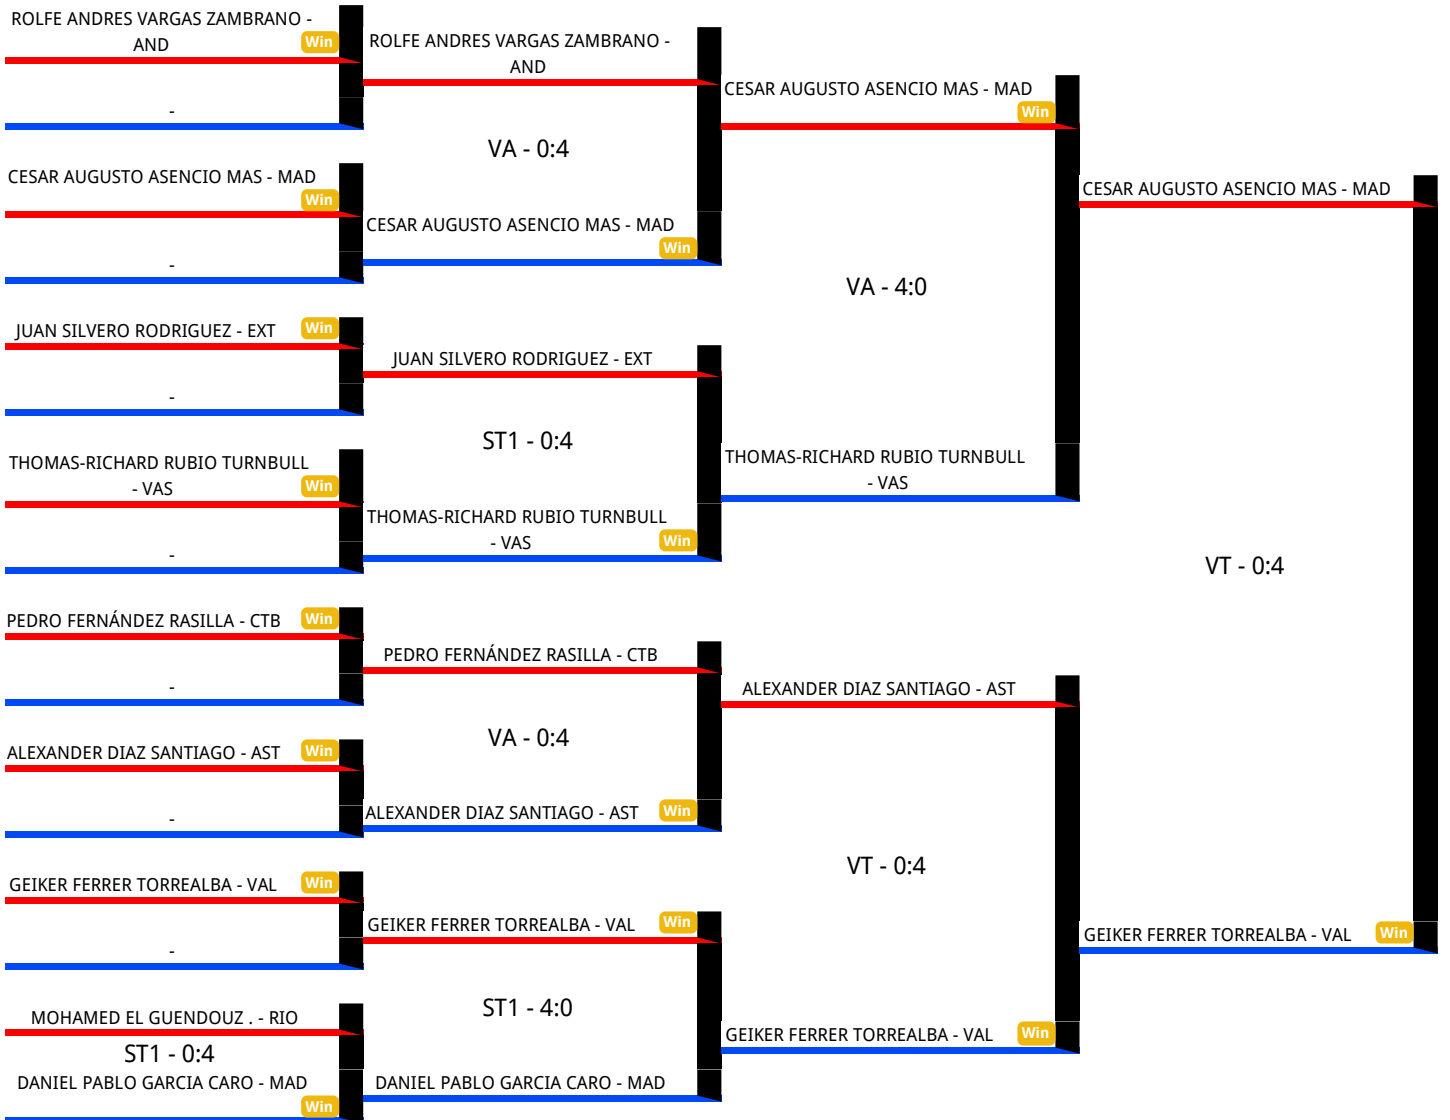 ROLFE ANDRES VARGAS ZAMBRANO -
AND
Win
-
CESAR AUGUSTO ASENCIO MAS - MAD
Win
-
JUAN SILVERO RODRIGUEZ - EXT
Win
-
THOMAS-RICHARD RUBIO TURNBULL
- VAS
Win
-
PEDRO FERNÁNDEZ RASILLA - CTB
Win
-
ALEXANDER DIAZ SANTIAGO - AST
Win
-
GEIKER FERRER TORREALBA - VAL
Win
-
MOHAMED EL GUENDOUZ . - RIO
ST1 - 0:4
DANIEL PABLO GARCIA CARO - MAD
Win
ROLFE ANDRES VARGAS ZAMBRANO -
AND
VA - 0:4
CESAR AUGUSTO ASENCIO MAS - MAD
Win
JUAN SILVERO RODRIGUEZ - EXT
ST1 - 0:4
THOMAS-RICHARD RUBIO TURNBULL
- VAS
Win
PEDRO FERNÁNDEZ RASILLA - CTB
VA - 0:4
ALEXANDER DIAZ SANTIAGO - AST
Win
GEIKER FERRER TORREALBA - VAL
Win
ST1 - 4:0
DANIEL PABLO GARCIA CARO - MAD
CESAR AUGUSTO ASENCIO MAS - MAD
Win
VA - 4:0
THOMAS-RICHARD RUBIO TURNBULL
- VAS
ALEXANDER DIAZ SANTIAGO - AST
VT - 0:4
GEIKER FERRER TORREALBA - VAL
Win
CESAR AUGUSTO ASENCIO MAS - MAD
VT - 0:4
GEIKER FERRER TORREALBA - VAL
Win